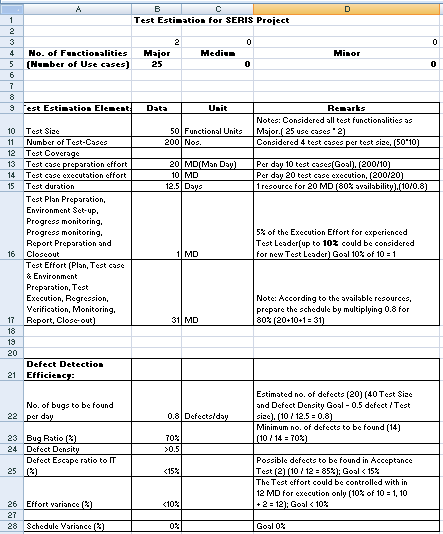 A B C D
1 Test Estimation for SERIS Project
2
3 2 0 0
4 No. of Functionalities Major Medium Minor
5 (Number of Use cases) 25 0 0
6
7
8
9 Test Estimation Element: Data Unit Remarks
Notes: Considered all test functionalities as
10 Test Size 50 Functional Units Major.( 25 use cases * 2)
11 Number of Test-Cases 200 Nos. Considered 4 test cases per test size, (50*10)
12 Test Coverage
13 Test case preparation effort 20 MD(Man Day) Per day 10 test cases(Goal), (200/10)
14 Test case executation effort 10 MD Per day 20 test case execution, (200/20)
15 Test duration 12.5 Days 1 resource for 20 MD (80% availability),(10/0.8)
Test Plan Preparation,
Environment Set-up,
Progress monitoring,
Progress monitoring, 5% of the Execution Effort for experienced
Report Preparation and Test Leader(up to 10% could be considered
16 Closeout 1 MD for new Test Leader) Goal 10% of 10 = 1
Test Effort (Plan, Test case
& Environment
Preparation, Test
Execution, Regression, Note: According to the available resources,
Verification, Monitoring, prepare the schedule by multiplying 0.8 for
17 Report, Close-out) 31 MD 80% (20+10+1 = 31)
18
19
20
Defect Detection
21 Efficiency:
Estimated no. of defects (20) (40 Test Size
No. of bugs to be found and Defect Density Goal - 0.5 defect / Test
22 per day 0.8 Defects/day size), (10 / 12.5 = 0.8)
Minimum no. of defects to be found (14)
23 Bug Ratio (%) 70% (10 / 14 = 70%)
24 Defect Density >0.5
Defect Escape ratio to IT Possible defects to be found in Acceptance
25 (%) <15% Test (2) (10 / 12 = 85%); Goal < 15%
The Test effort could be controlled with in
12 MD for execution only (10% of 10 = 1, 10
26 Effort variance (%) <10% + 2 = 12); Goal < 10%
27
28 Schedule Variance (%) 0% Goal 0%